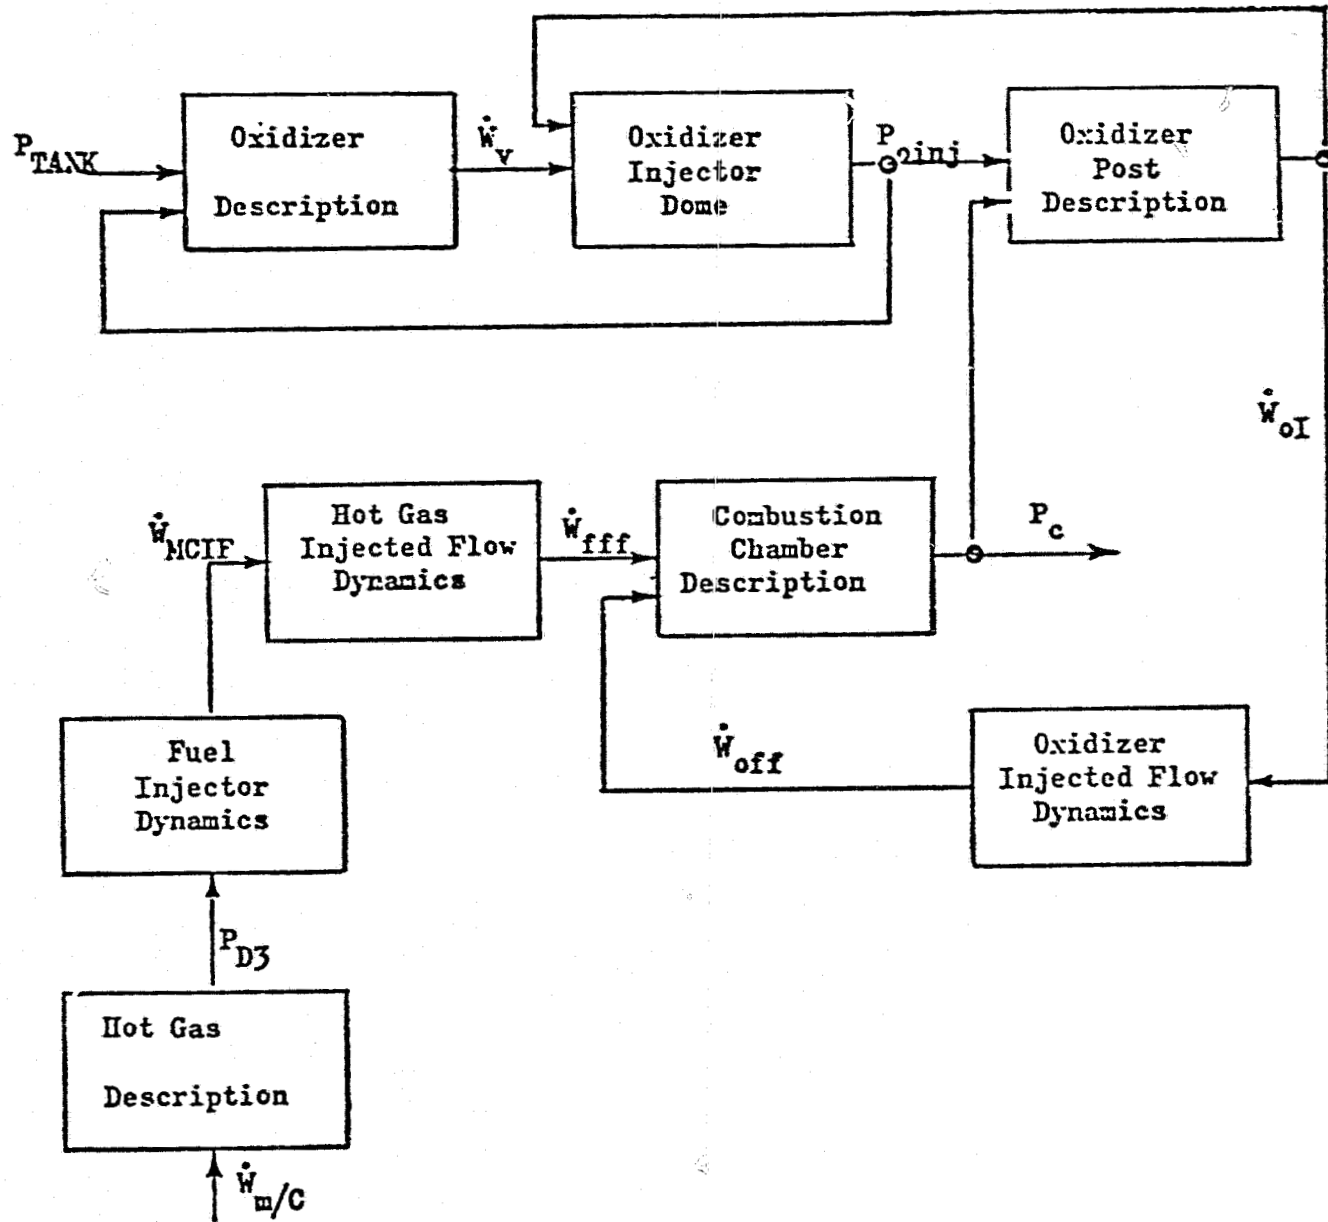 P_TANK
Oxidizer
Description
Ẇ_v
Oxidizer
Injector
Dome
P_oinj
Oxidizer
Post
Description
Ẇ_oI
Ẇ_MCIF
Hot Gas
Injected Flow
Dynamics
Ẇ_fff
Combustion
Chamber
Description
P_c
Fuel
Injector
Dynamics
Ẇ_off
Oxidizer
Injected Flow
Dynamics
P_D3
Hot Gas
Description
Ẇ_m/C